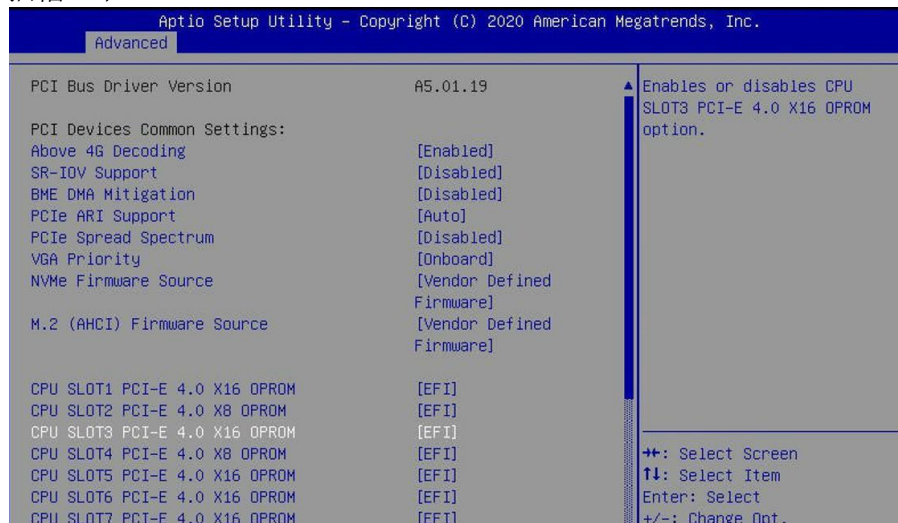 Aptio Setup Utility – Copyright (C) 2020 American Megatrends, Inc.
Advanced
PCI Bus Driver Version A5.01.19
PCI Devices Common Settings:
Above 4G Decoding [Enabled]
SR-IOV Support [Disabled]
BME DMA Mitigation [Disabled]
PCIe ARI Support [Auto]
PCIe Spread Spectrum [Disabled]
VGA Priority [Onboard]
NVMe Firmware Source [Vendor Defined
Firmware]
M.2 (AHCI) Firmware Source [Vendor Defined
Firmware]
CPU SLOT1 PCI-E 4.0 X16 OPROM [EFI]
CPU SLOT2 PCI-E 4.0 X8 OPROM [EFI]
CPU SLOT3 PCI-E 4.0 X16 OPROM [EFI]
CPU SLOT4 PCI-E 4.0 X8 OPROM [EFI]
CPU SLOT5 PCI-E 4.0 X16 OPROM [EFI]
CPU SLOT6 PCI-E 4.0 X16 OPROM [EFI]
CPU SLOT7 PCI-E 4.0 X16 OPROM [EFI]
Enables or disables CPU
SLOT3 PCI-E 4.0 X16 OPROM
option.
→←: Select Screen
↑↓: Select Item
Enter: Select
+/-: Change Opt.